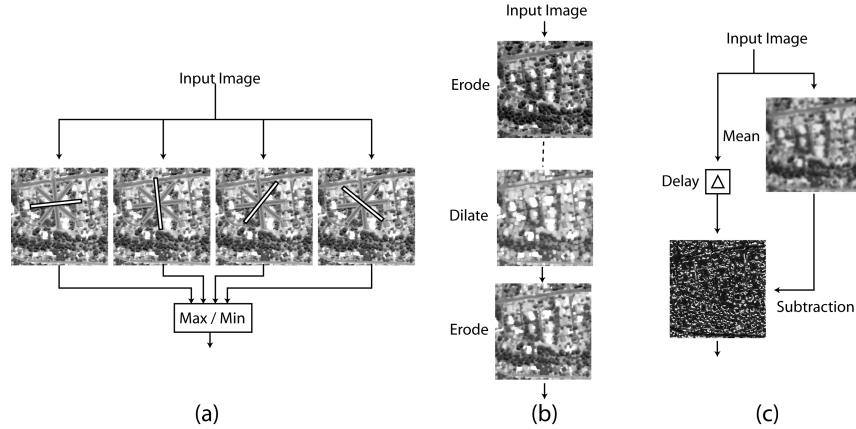 Input Image
Max / Min
(a)
Input Image
Erode
Dilate
Erode
(b)
Input Image
Mean
Delay
Δ
Subtraction
(c)